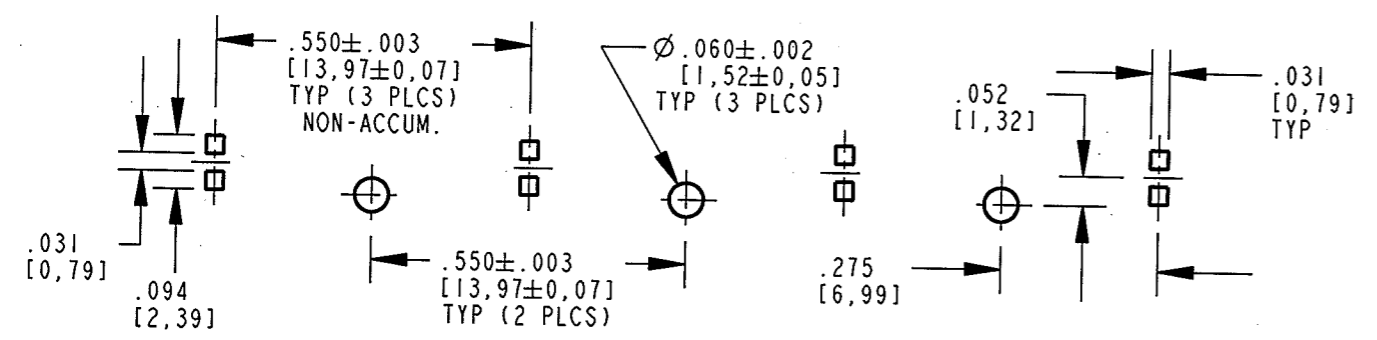 .550±.003
[13,97±0,07]
TYP (3 PLCS)
NON-ACCUM.
Ø.060±.002
[1,52±0,05]
TYP (3 PLCS)
.052
[1,32]
.031
[0,79]
TYP
.031
[0,79]
.094
[2,39]
.550±.003
[13,97±0,07]
TYP (2 PLCS)
.275
[6,99]